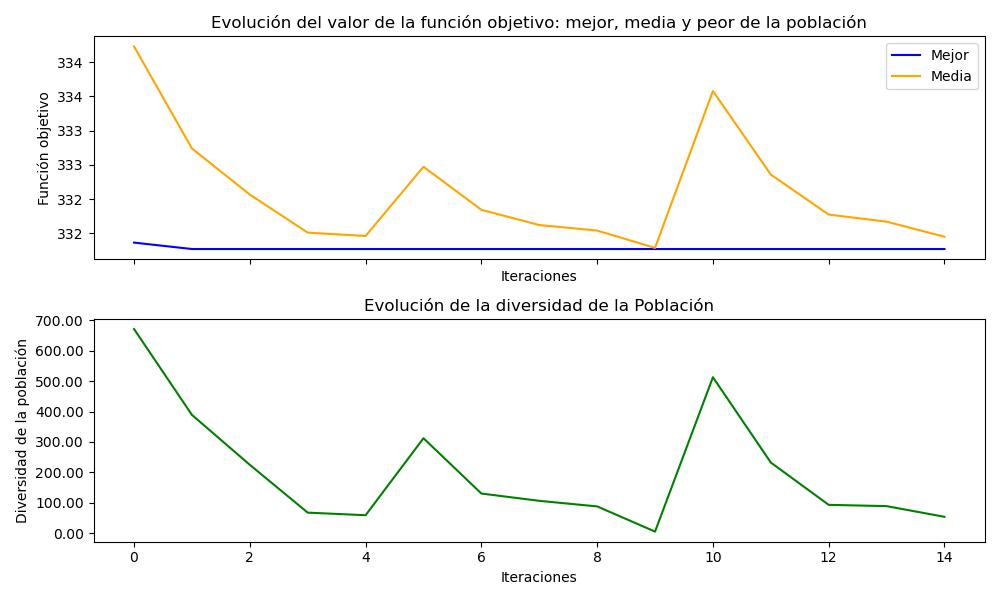 Evolución del valor de la función objetivo: mejor, media y peor de la población
Función objetivo
334
334
333
333
332
332
Mejor
Media
Iteraciones
Evolución de la diversidad de la Población
Diversidad de la población
700.00
600.00
500.00
400.00
300.00
200.00
100.00
0.00
0 2 4 6 8 10 12 14
Iteraciones